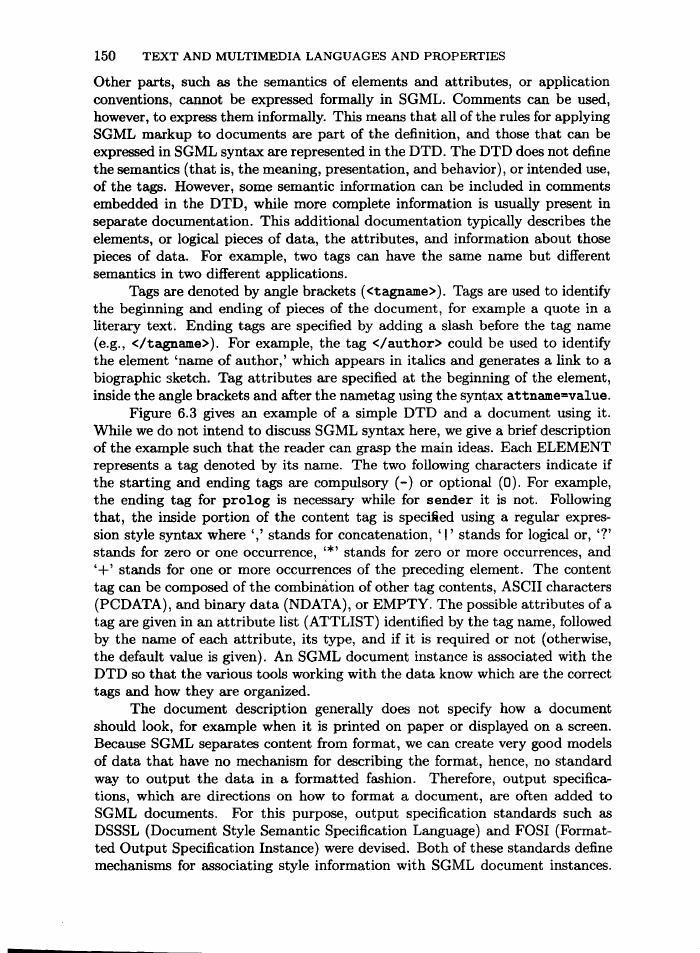 150 TEXT AND MULTIMEDIA LANGUAGES AND PROPERTIES
Other parts, such as the semantics of elements and attributes, or application
conventions, cannot be expressed formally in SGML. Comments can be used,
however, to express them informally. This means that all of the rules for applying
SGML markup to documents are part of the definition, and those that can be
expressed in SGML syntax are represented in the DTD. The DTD does not define
the semantics (that is, the meaning, presentation, and behavior), or intended use,
of the tags. However, some semantic information can be included in comments
embedded in the DTD, while more complete information is usually present in
separate documentation. This additional documentation typically describes the
elements, or logical pieces of data, the attributes, and information about those
pieces of data. For example, two tags can have the same name but different
semantics in two different applications.
Tags are denoted by angle brackets (<tagname>). Tags are used to identify
the beginning and ending of pieces of the document, for example a quote in a
literary text. Ending tags are specified by adding a slash before the tag name
(e.g., </tagname>). For example, the tag </author> could be used to identify
the element ‘name of author,’ which appears in italics and generates a link to a
biographic sketch. Tag attributes are specified at the beginning of the element,
inside the angle brackets and after the nametag using the syntax attname=value.
Figure 6.3 gives an example of a simple DTD and a document using it.
While we do not intend to discuss SGML syntax here, we give a brief description
of the example such that the reader can grasp the main ideas. Each ELEMENT
represents a tag denoted by its name. The two following characters indicate if
the starting and ending tags are compulsory (-) or optional (O). For example,
the ending tag for prolog is necessary while for sender it is not. Following
that, the inside portion of the content tag is specified using a regular expres-
sion style syntax where ‘,’ stands for concatenation, ‘|’ stands for logical or, ‘?’
stands for zero or one occurrence, ‘*’ stands for zero or more occurrences, and
‘+’ stands for one or more occurrences of the preceding element. The content
tag can be composed of the combination of other tag contents, ASCII characters
(PCDATA), and binary data (NDATA), or EMPTY. The possible attributes of a
tag are given in an attribute list (ATTLIST) identified by the tag name, followed
by the name of each attribute, its type, and if it is required or not (otherwise,
the default value is given). An SGML document instance is associated with the
DTD so that the various tools working with the data know which are the correct
tags and how they are organized.
The document description generally does not specify how a document
should look, for example when it is printed on paper or displayed on a screen.
Because SGML separates content from format, we can create very good models
of data that have no mechanism for describing the format, hence, no standard
way to output the data in a formatted fashion. Therefore, output specifica-
tions, which are directions on how to format a document, are often added to
SGML documents. For this purpose, output specification standards such as
DSSSL (Document Style Semantic Specification Language) and FOSI (Format-
ted Output Specification Instance) were devised. Both of these standards define
mechanisms for associating style information with SGML document instances.